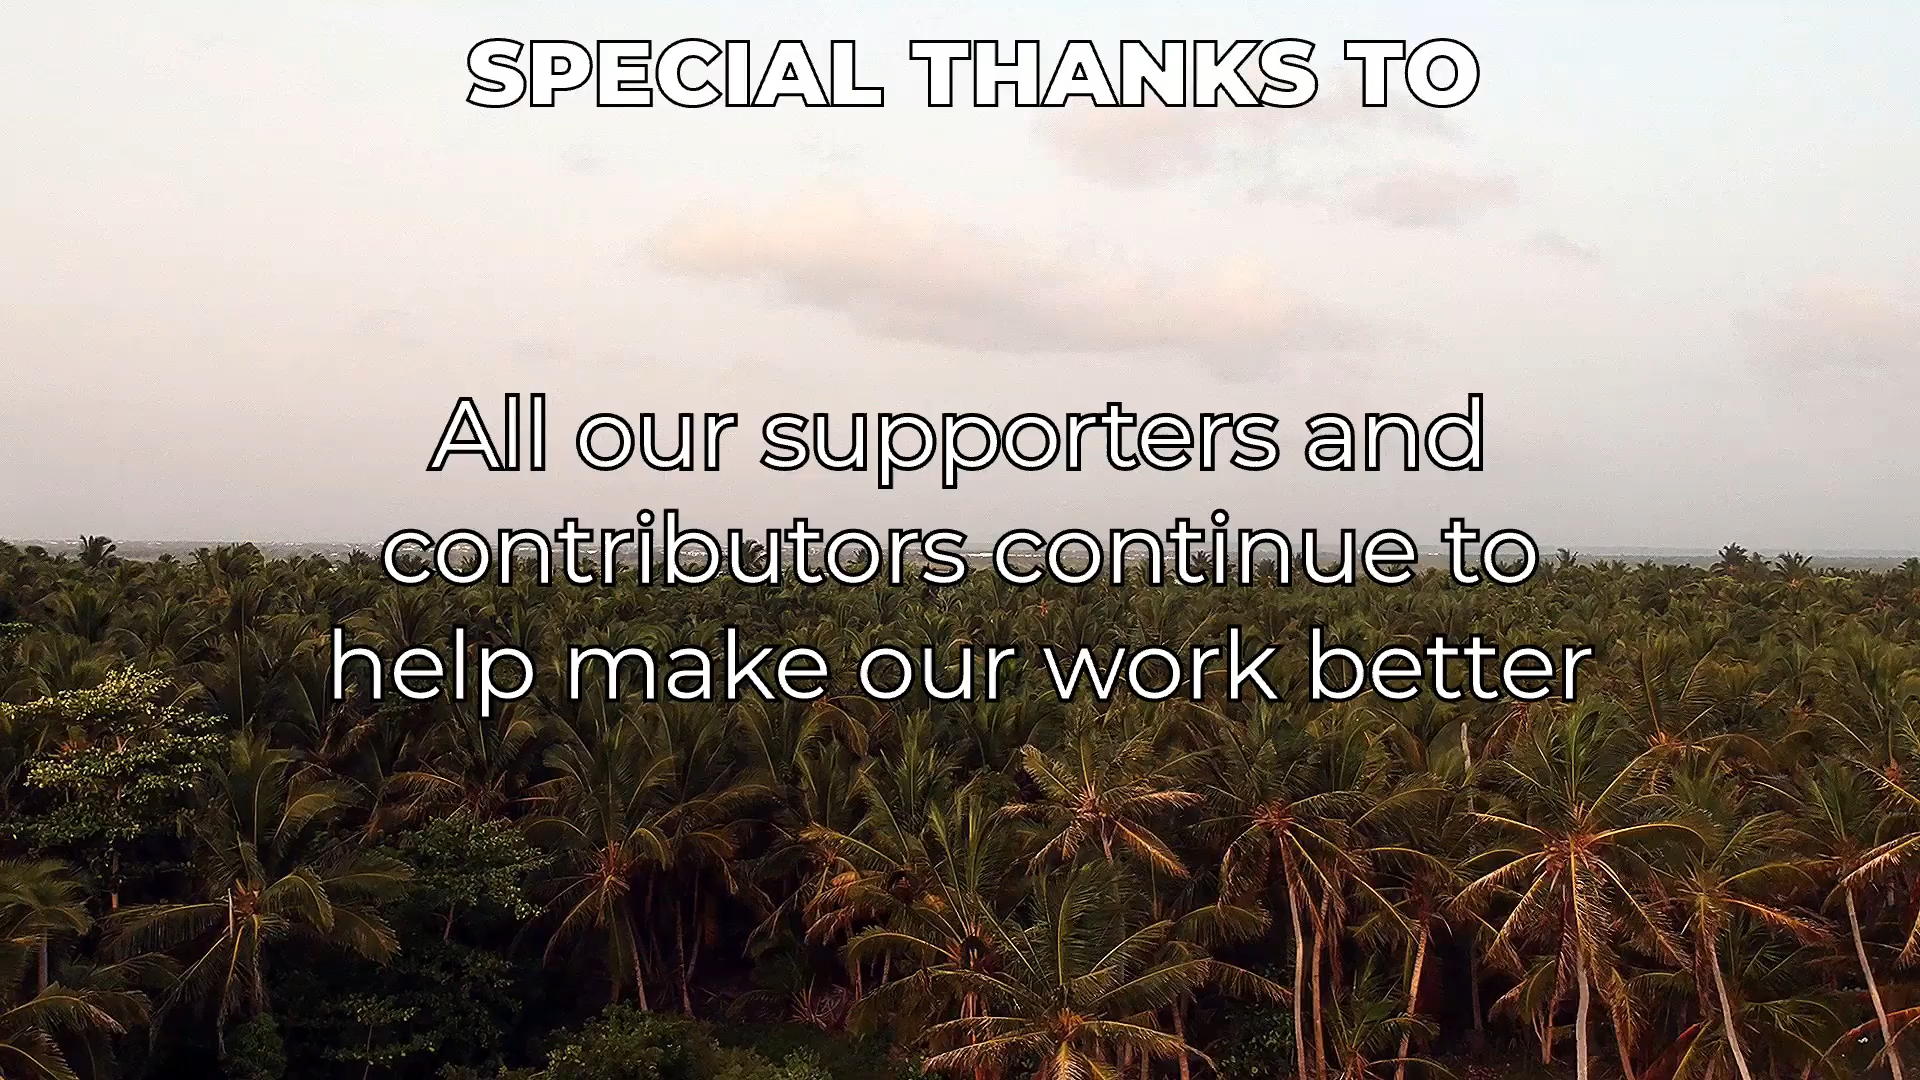 SPECIAL THANKS TO
All our supporters and
contributors continue to
help make our work better